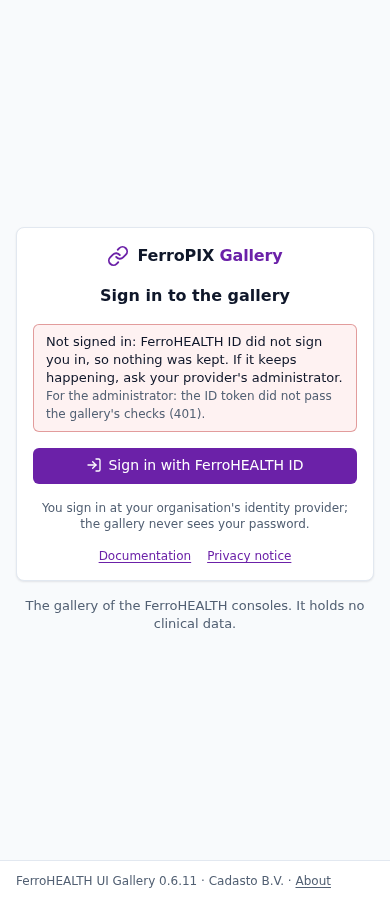 FerroPIX Gallery
Sign in to the gallery
Not signed in: FerroHEALTH ID did not sign
you in, so nothing was kept. If it keeps
happening, ask your provider's administrator.
For the administrator: the ID token did not pass
the gallery's checks (401).
Sign in with FerroHEALTH ID
You sign in at your organisation's identity provider;
the gallery never sees your password.
Documentation Privacy notice
The gallery of the FerroHEALTH consoles. It holds no
clinical data.
FerroHEALTH UI Gallery 0.6.11 · Cadasto B.V. · About